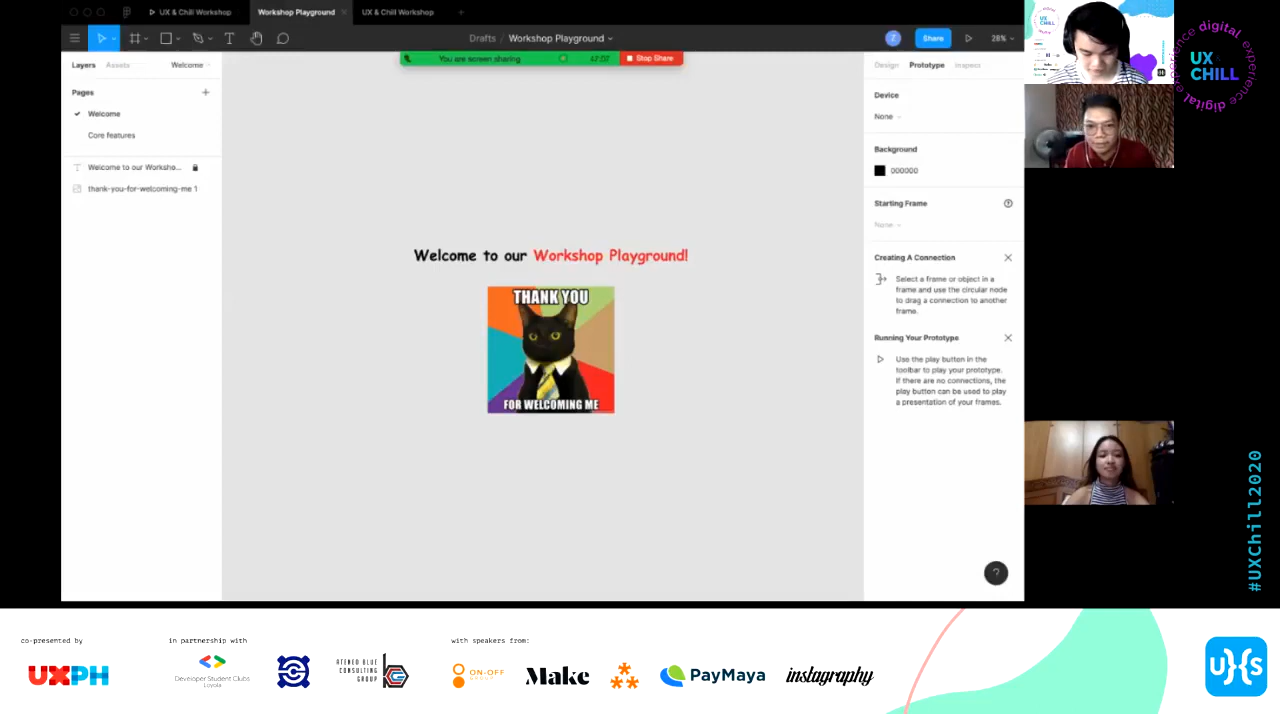 UX & Chill Workshop
Workshop Playground
UX & Chill Workshop
Drafts / Workshop Playground
Z
Share
28%
Layers
Assets
Welcome
You are screen sharing
Stop Share
Design
Prototype
Inspect
Pages
Welcome
Core features
Welcome to our Worksho...
thank-you-for-welcoming-me 1
Device
None
Background
000000
Starting Frame
None
Creating A Connection
Select a frame or object in a
frame and use the circular node
to drag a connection to another
frame.
Running Your Prototype
Use the play button in the
toolbar to play your prototype.
If there are no connections, the
play button can be used to play
a presentation of your frames.
?
Welcome to our Workshop Playground!
THANK YOU
FOR WELCOMING ME
UX
CHILL
digital experience digital experience
#UXChill2020
co-presented by
UXPH
in partnership with
Developer Student Clubs
Loyola
ATENEO BLUE
CONSULTING
GROUP
with speakers from:
ON-OFF
GROUP
Make
PayMaya
instagraphy